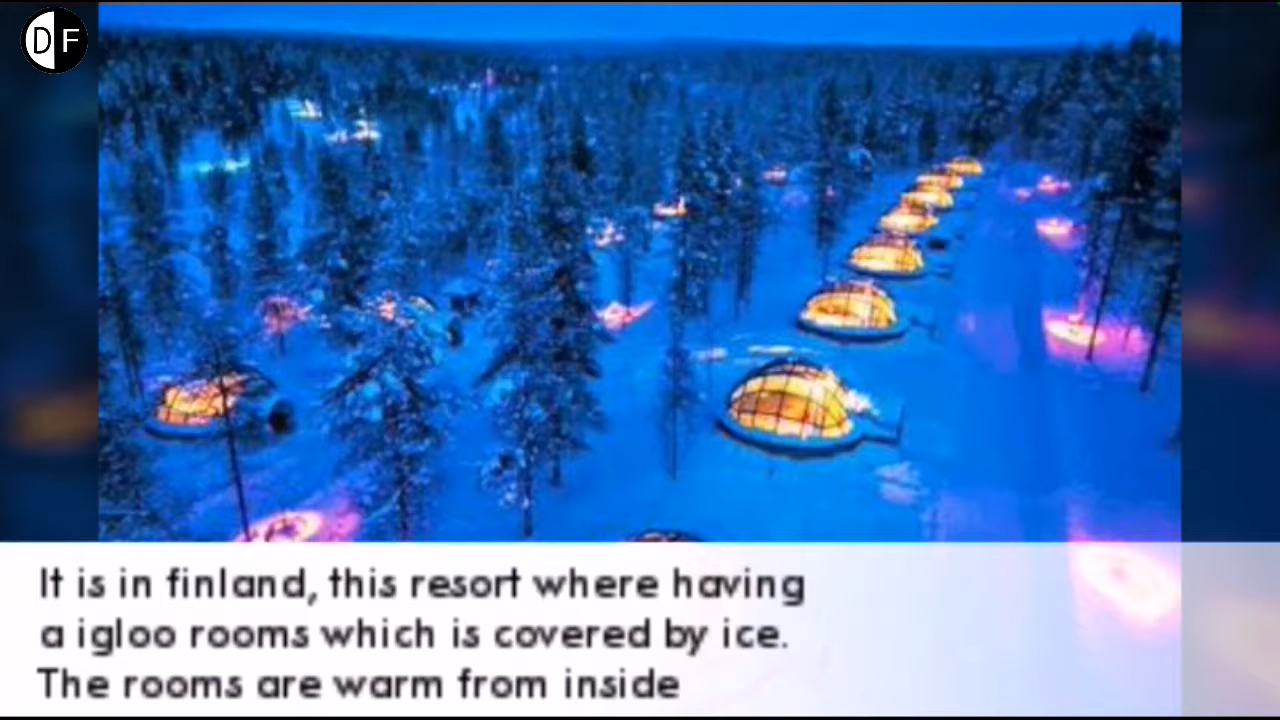 DF
It is in finland, this resort where having
a igloo rooms which is covered by ice.
The rooms are warm from inside